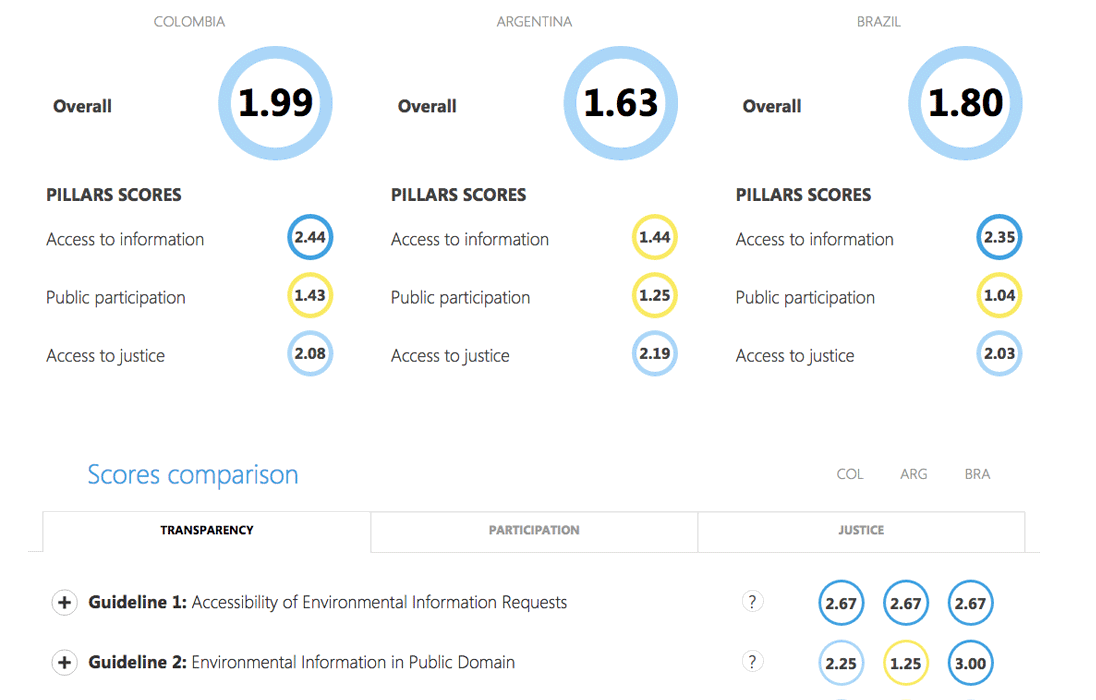 COLOMBIA ARGENTINA BRAZIL
Overall 1.99 Overall 1.63 Overall 1.80
PILLARS SCORES PILLARS SCORES PILLARS SCORES
Access to information 2.44 Access to information 1.44 Access to information 2.35
Public participation 1.43 Public participation 1.25 Public participation 1.04
Access to justice 2.08 Access to justice 2.19 Access to justice 2.03
Scores comparison COL ARG BRA
TRANSPARENCY PARTICIPATION JUSTICE
+ Guideline 1: Accessibility of Environmental Information Requests ? 2.67 2.67 2.67
+ Guideline 2: Environmental Information in Public Domain ? 2.25 1.25 3.00